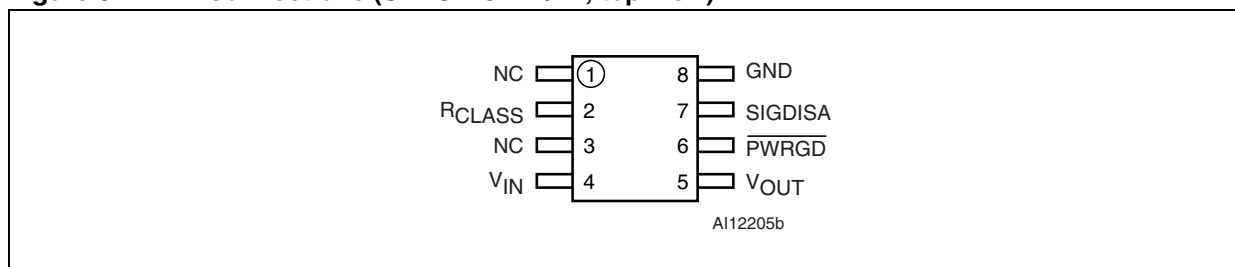 NC 1 8 GND
RCLASS 2 7 SIGDISA
NC 3 6 PWRGD
VIN 4 5 VOUT
AI12205b